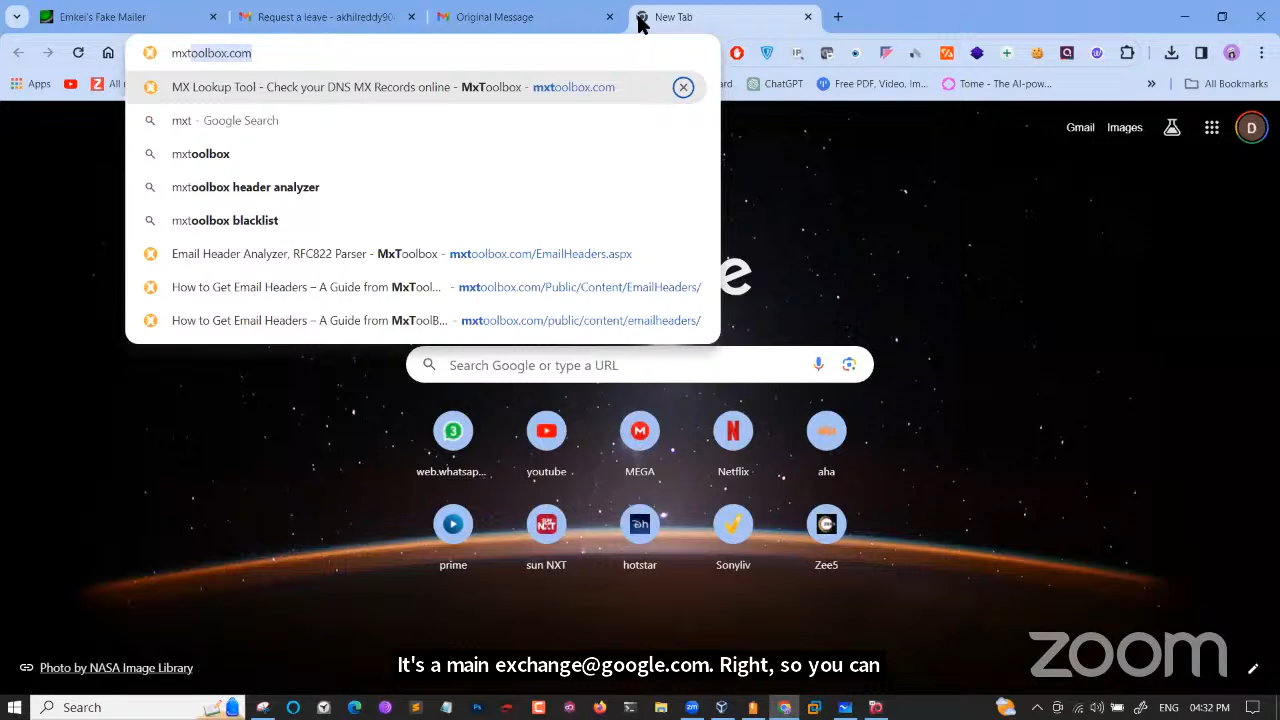 Emkei's Fake Mailer
Request a leave - akhilreddy90
Original Message
New Tab
mxtoolbox.com
MX Lookup Tool - Check your DNS MX Records online - MxToolbox - mxtoolbox.com
mxt - Google Search
mxtoolbox
mxtoolbox header analyzer
mxtoolbox blacklist
Email Header Analyzer, RFC822 Parser - MxToolbox - mxtoolbox.com/EmailHeaders.aspx
How to Get Email Headers – A Guide from MxTool... - mxtoolbox.com/Public/Content/EmailHeaders/
How to Get Email Headers – A Guide from MxToolB... - mxtoolbox.com/public/content/emailheaders/
Apps
ChatGPT
Free PDF, Video, Im...
Tome - The AI-pow...
All Bookmarks
Gmail
Images
D
e
Search Google or type a URL
3
web.whatsap...
youtube
MEGA
Netflix
aha
prime
sun NXT
hotstar
Sonyliv
Zee5
Photo by NASA Image Library
zoom
It's a main exchange@google.com. Right, so you can
Search
ENG
04:32 PM